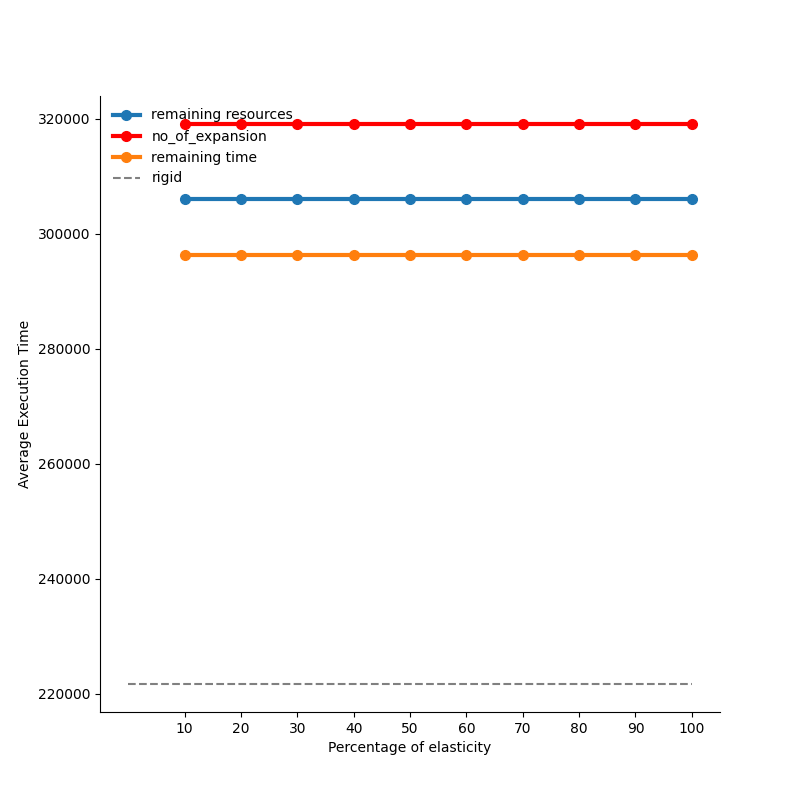 remaining resources
no_of_expansion
remaining time
rigid
320000
300000
280000
260000
240000
220000
Average Execution Time
10 20 30 40 50 60 70 80 90 100
Percentage of elasticity